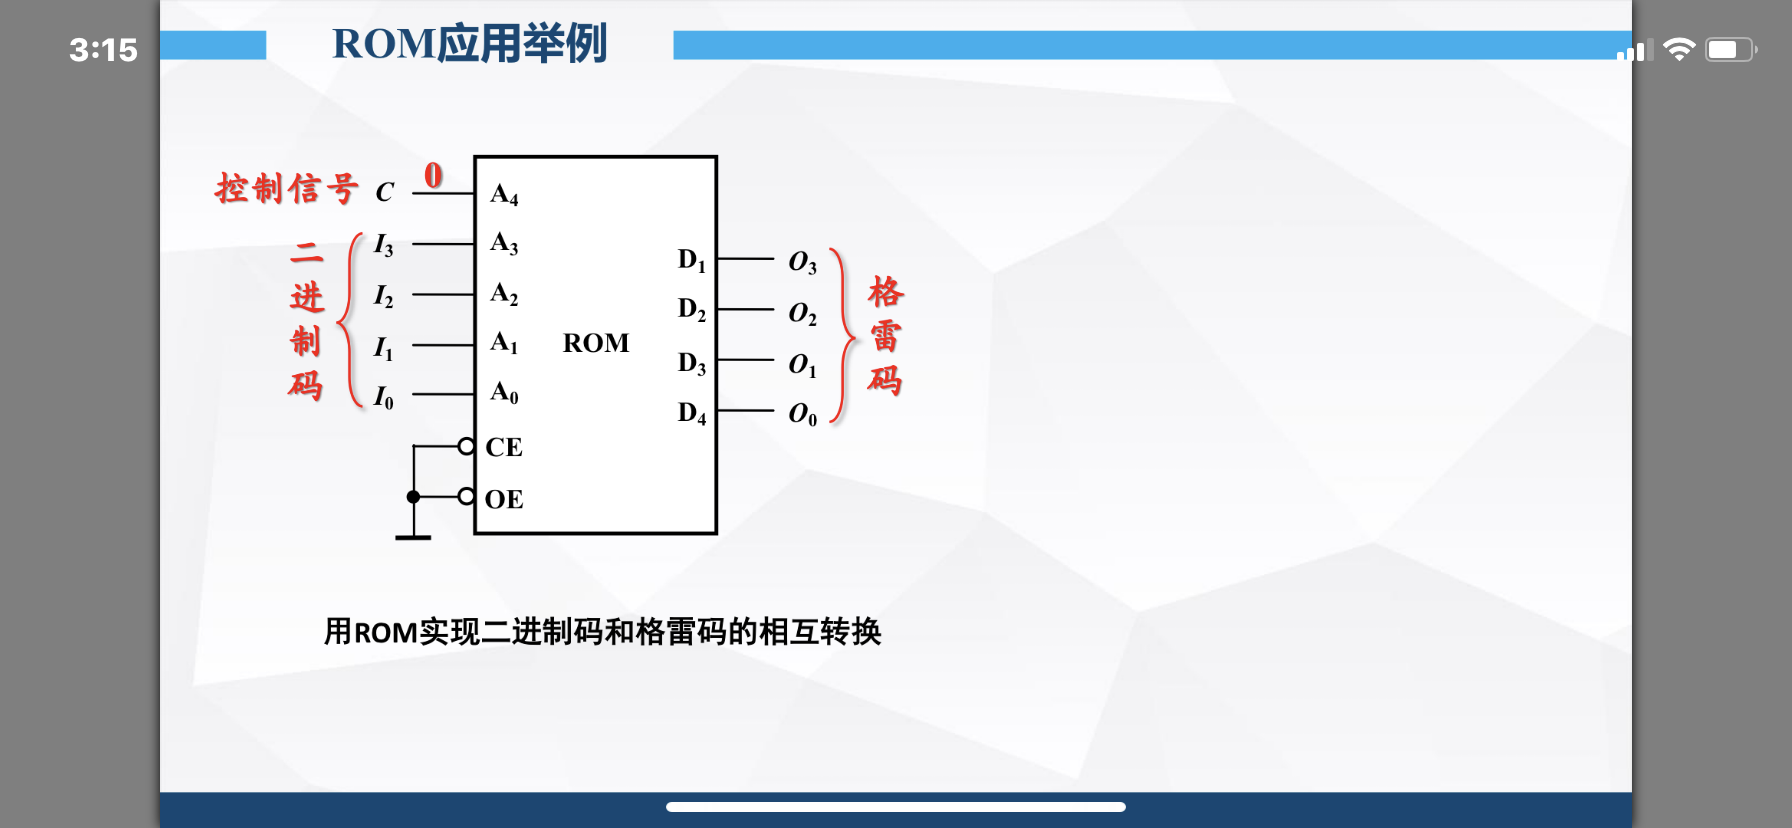 3:15
ROM应用举例
控制信号 C 0 A4
二进制码
I3 A3
I2 A2
I1 A1
I0 A0
CE
OE
ROM
D1 O3
D2 O2
D3 O1
D4 O0
格雷码
用ROM实现二进制码和格雷码的相互转换